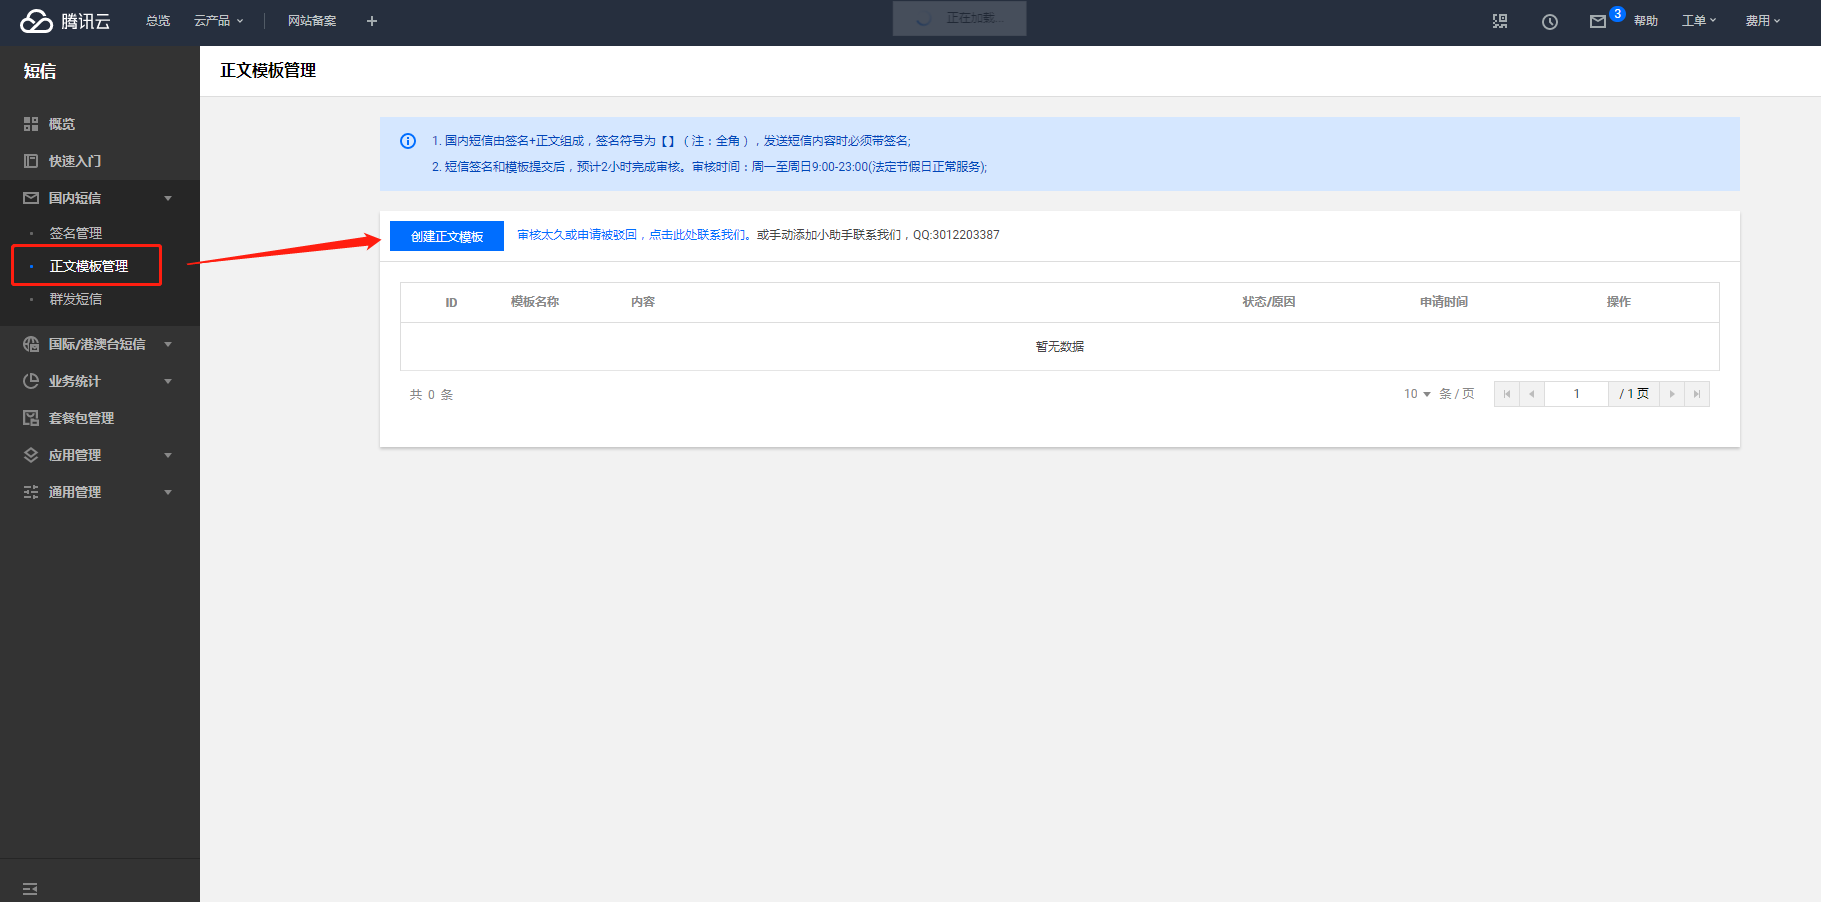 腾讯云
总览
云产品
网站备案
+
正在加载...
3
帮助
工单
费用
短信
概览
快速入门
国内短信
签名管理
正文模板管理
群发短信
国际/港澳台短信
业务统计
套餐包管理
应用管理
通用管理
正文模板管理
1. 国内短信由签名+正文组成，签名符号为【】（注：全角），发送短信内容时必须带签名;
2. 短信签名和模板提交后，预计2小时完成审核。审核时间：周一至周日9:00-23:00(法定节假日正常服务);
创建正文模板 审核太久或申请被驳回，点击此处联系我们。或手动添加小助手联系我们，QQ:3012203387
ID 模板名称 内容 状态/原因 申请时间 操作
暂无数据
共 0 条 10 条 / 页 1 / 1 页